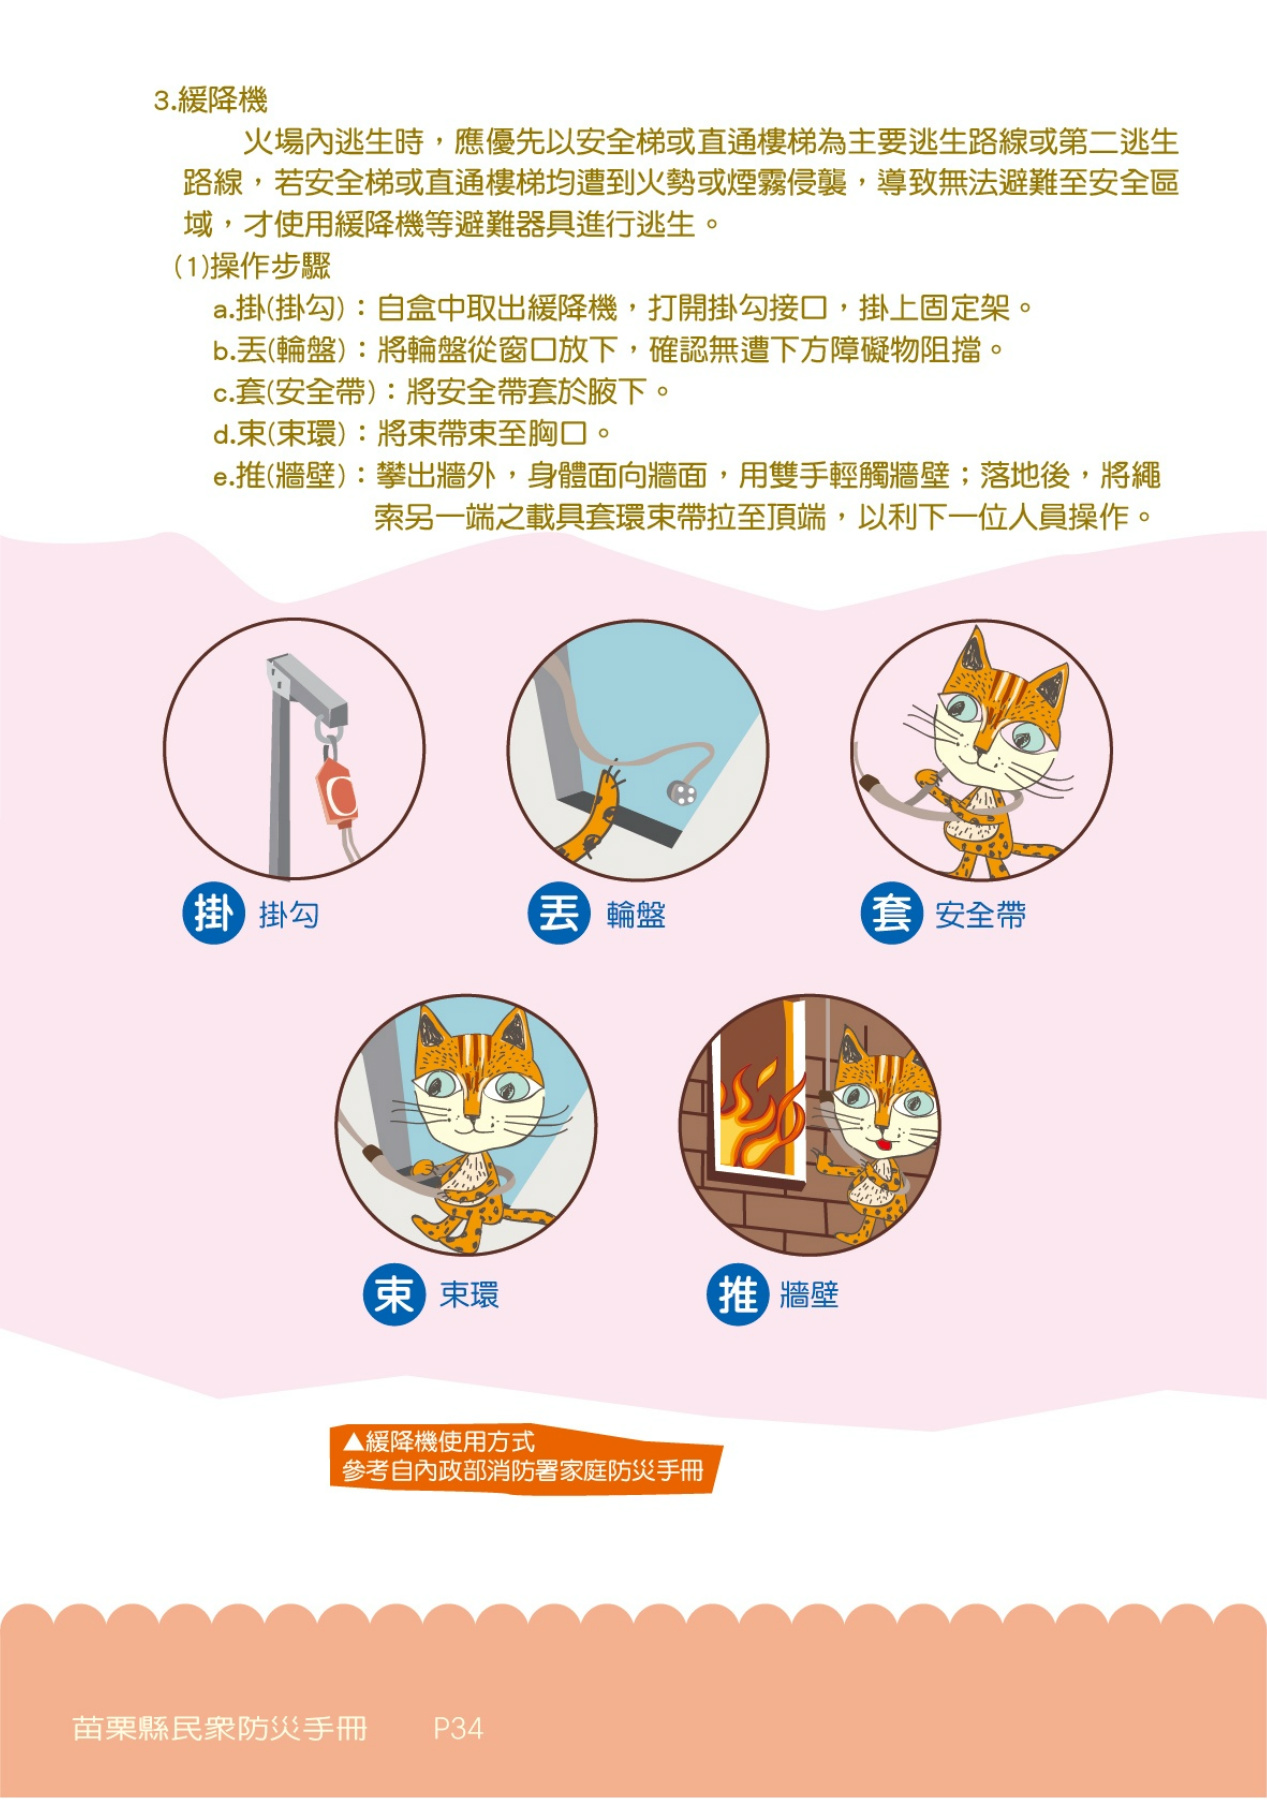 3.緩降機
火場內逃生時，應優先以安全梯或直通樓梯為主要逃生路線或第二逃生
路線，若安全梯或直通樓梯均遭到火勢或煙霧侵襲，導致無法避難至安全區
域，才使用緩降機等避難器具進行逃生。
(1)操作步驟
a.掛(掛勾)：自盒中取出緩降機，打開掛勾接口，掛上固定架。
b.丟(輪盤)：將輪盤從窗口放下，確認無遭下方障礙物阻擋。
c.套(安全帶)：將安全帶套於腋下。
d.束(束環)：將束帶束至胸口。
e.推(牆壁)：攀出牆外，身體面向牆面，用雙手輕觸牆壁；落地後，將繩
索另一端之載具套環束帶拉至頂端，以利下一位人員操作。
掛 掛勾
丟 輪盤
套 安全帶
束 束環
推 牆壁
▲緩降機使用方式
參考自內政部消防署家庭防災手冊
苗栗縣民眾防災手冊 P34